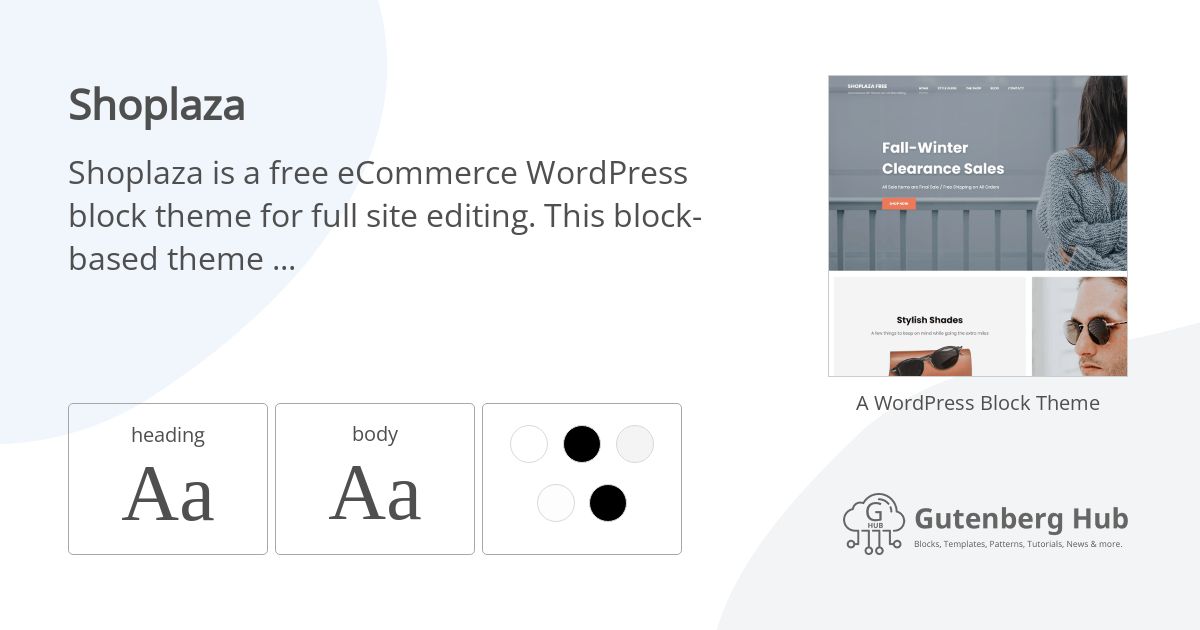 Shoplaza
Shoplaza is a free eCommerce WordPress
block theme for full site editing. This block-
based theme ...
heading
Aa
body
Aa
SHOPLAZA FREE
HOME STYLE GUIDE THE SHOP BLOG CONTACT
Fall-Winter
Clearance Sales
All Sale Items are Final Sale / Free Shipping on All Orders
SHOP NOW
Stylish Shades
A few things to keep on mind while going the extra miles
A WordPress Block Theme
G
HUB
Gutenberg Hub
Blocks, Templates, Patterns, Tutorials, News & more.